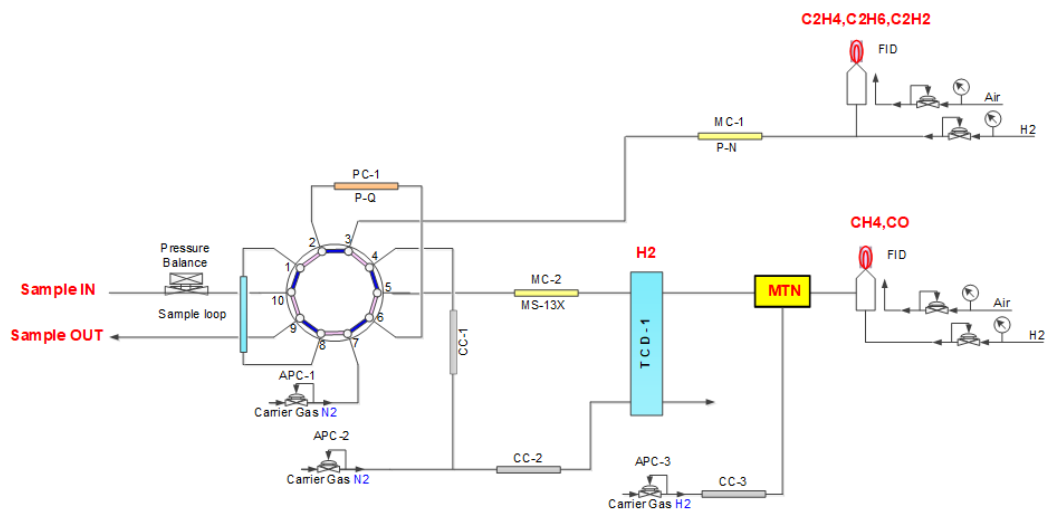 C2H4,C2H6,C2H2
FID
Air
MC-1
H2
P-N
PC-1
P-Q
CH4,CO
2
3
4
Pressure
Balance
H2
FID
1
MC-2
5
MTN
Sample IN
10
MS-13X
Sample loop
9
6
Air
Sample OUT
8
7
CC-1
TCD-1
H2
APC-1
Carrier Gas N2
APC-2
CC-2
APC-3
Carrier Gas N2
CC-3
Carrier Gas H2